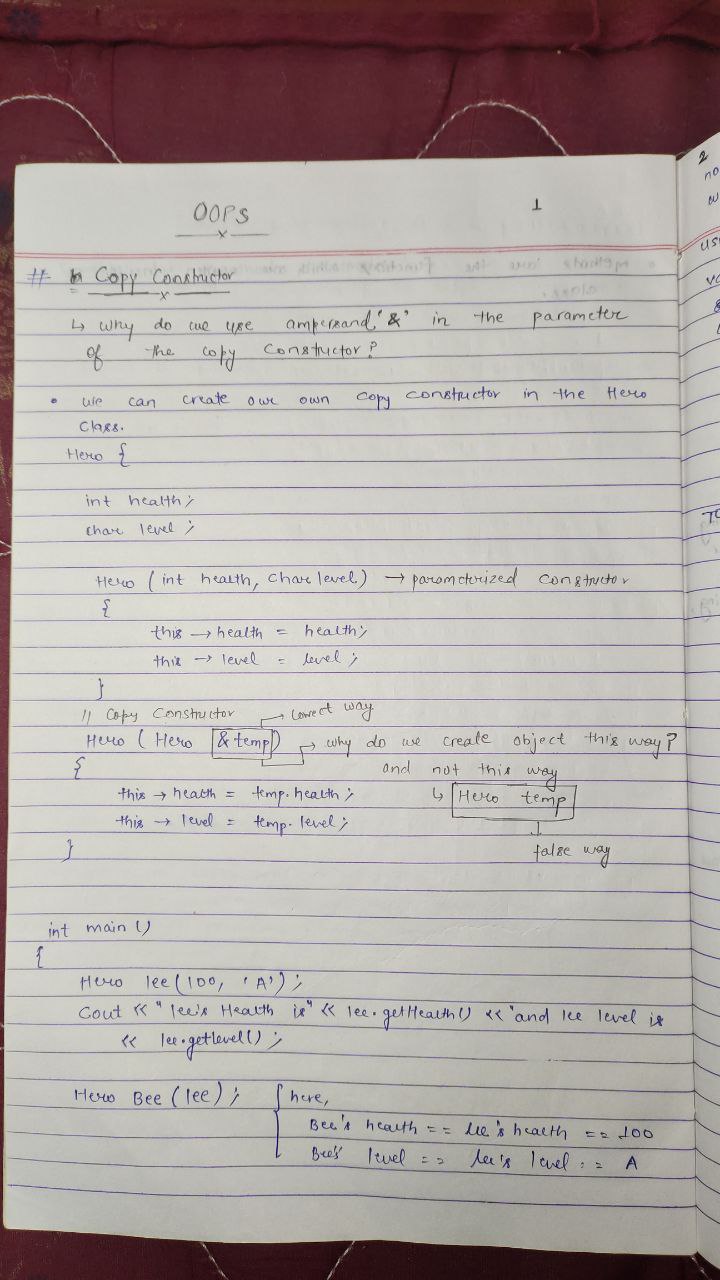 OOPS
1
# Copy Constructor
↳ Why do we use ampersand '&' in the parameter
of the copy constructor?
• we can create our own copy constructor in the Hero
Class.
Hero {
int health;
char level;
Hero (int health, Char level) → parameterized constructor
{
this → health = health;
this → level = level;
}
// Copy Constructor → Correct way
Hero ( Hero & temp) → why do we create object this way?
{ and not this way
this → health = temp.health; ↳ Hero temp
this → level = temp.level;
} false way
int main ()
{
Hero lee (100, 'A');
Cout << "lee's Health is" << lee.getHealth() << "and lee level is
<< lee.getlevel();
Hero Bee (lee); { here,
Bee's health == lee's health == 100
Bee's level == lee's level == A
2
no